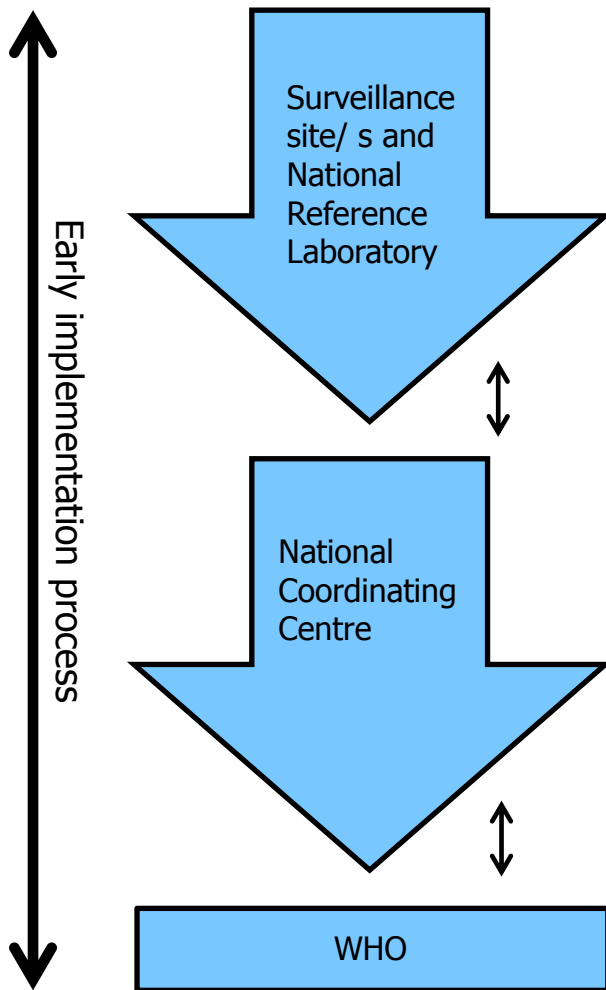 Surveillance
site/ s and
National
Reference
Laboratory
Early implementation process
National
Coordinating
Centre
WHO